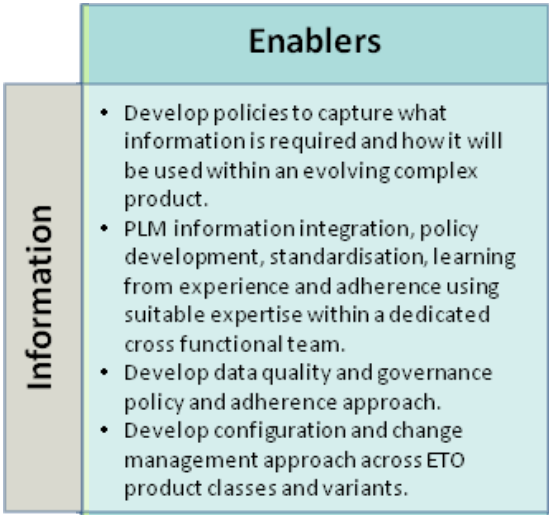 Enablers
Information
• Develop policies to capture what
information is required and how it will
be used within an evolving complex
product.
• PLM information integration, policy
development, standardisation, learning
from experience and adherence using
suitable expertise within a dedicated
cross functional team.
• Develop data quality and governance
policy and adherence approach.
• Develop configuration and change
management approach across ETO
product classes and variants.